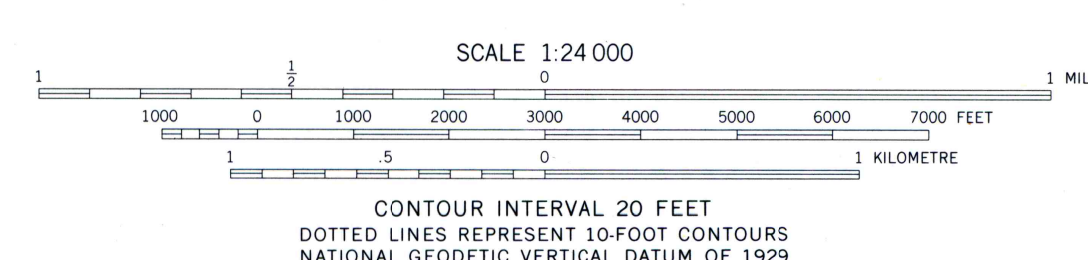 SCALE 1:24 000
1 1/2 0 1 MIL
1000 0 1000 2000 3000 4000 5000 6000 7000 FEET
1 .5 0 1 KILOMETRE
CONTOUR INTERVAL 20 FEET
DOTTED LINES REPRESENT 10-FOOT CONTOURS
NATIONAL GEODETIC VERTICAL DATUM OF 1929